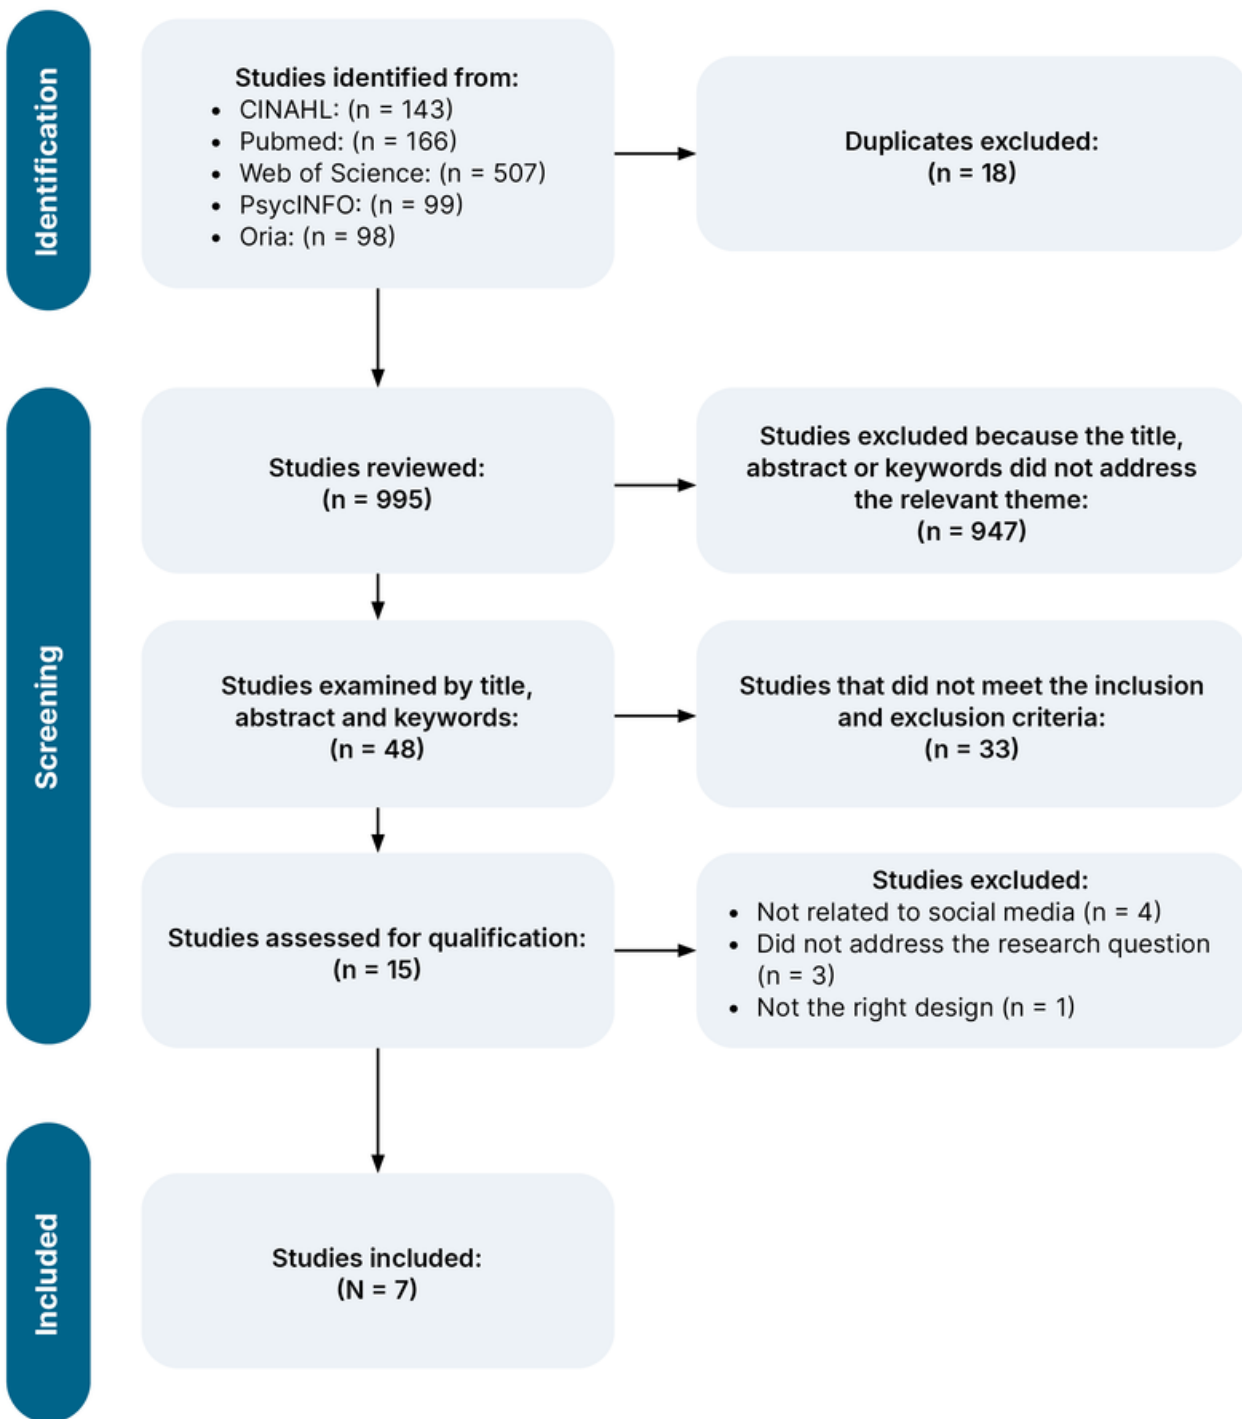 Identification
Studies identified from:
• CINAHL: (n = 143)
• Pubmed: (n = 166)
• Web of Science: (n = 507)
• PsycINFO: (n = 99)
• Oria: (n = 98)
Duplicates excluded:
(n = 18)
Screening
Studies reviewed:
(n = 995)
Studies excluded because the title,
abstract or keywords did not address
the relevant theme:
(n = 947)
Studies examined by title,
abstract and keywords:
(n = 48)
Studies that did not meet the inclusion
and exclusion criteria:
(n = 33)
Studies assessed for qualification:
(n = 15)
Studies excluded:
• Not related to social media (n = 4)
• Did not address the research question
(n = 3)
• Not the right design (n = 1)
Included
Studies included:
(N = 7)